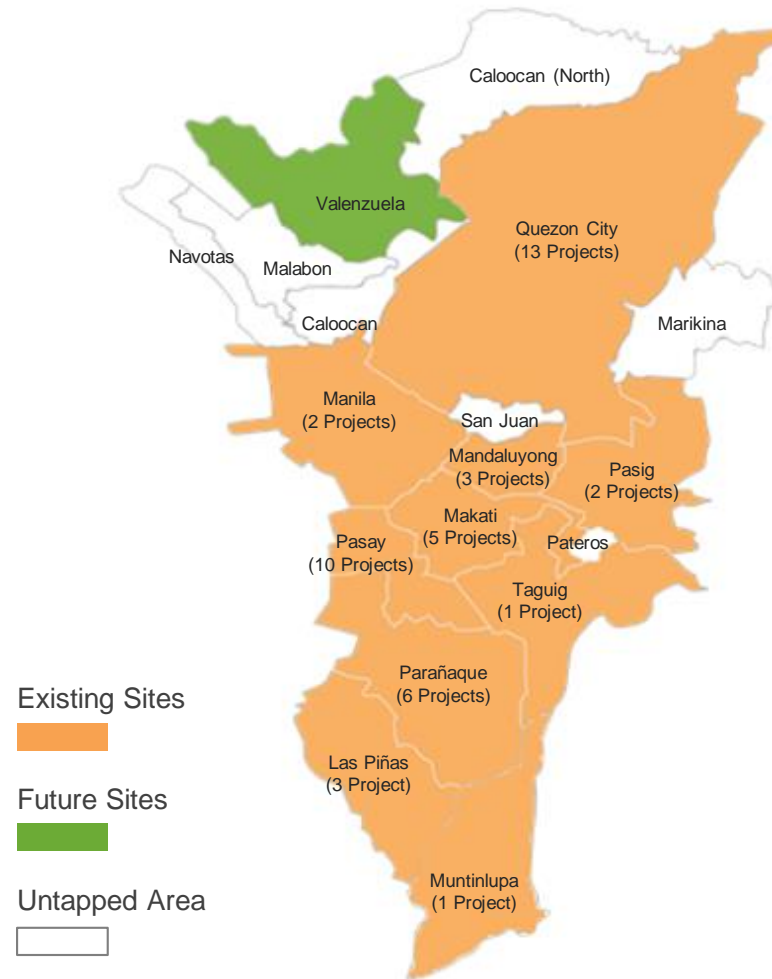 Caloocan (North)
Valenzuela
Quezon City
(13 Projects)
Navotas
Malabon
Caloocan
Marikina
Manila
(2 Projects)
San Juan
Mandaluyong
(3 Projects)
Pasig
(2 Projects)
Makati
(5 Projects)
Pateros
Pasay
(10 Projects)
Taguig
(1 Project)
Parañaque
(6 Projects)
Las Piñas
(3 Project)
Muntinlupa
(1 Project)
Existing Sites
Future Sites
Untapped Area